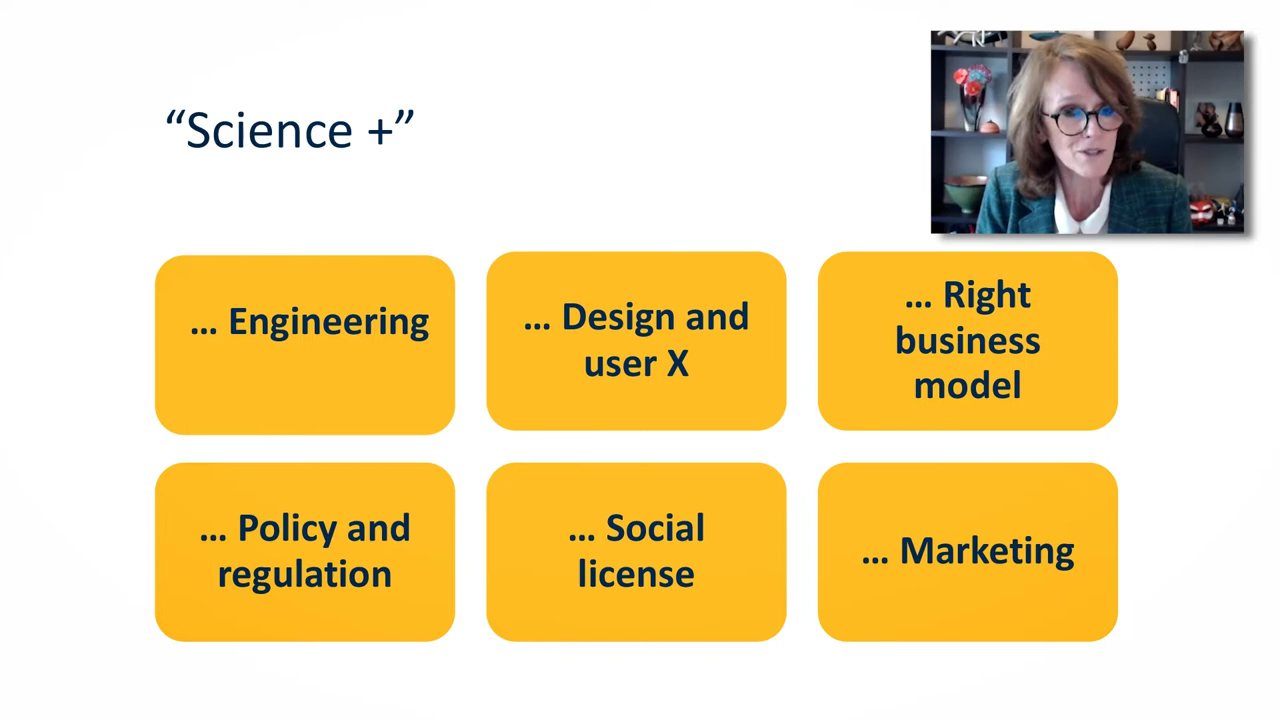 “Science +”
… Engineering
… Design and
user X
… Right
business
model
… Policy and
regulation
… Social
license
… Marketing